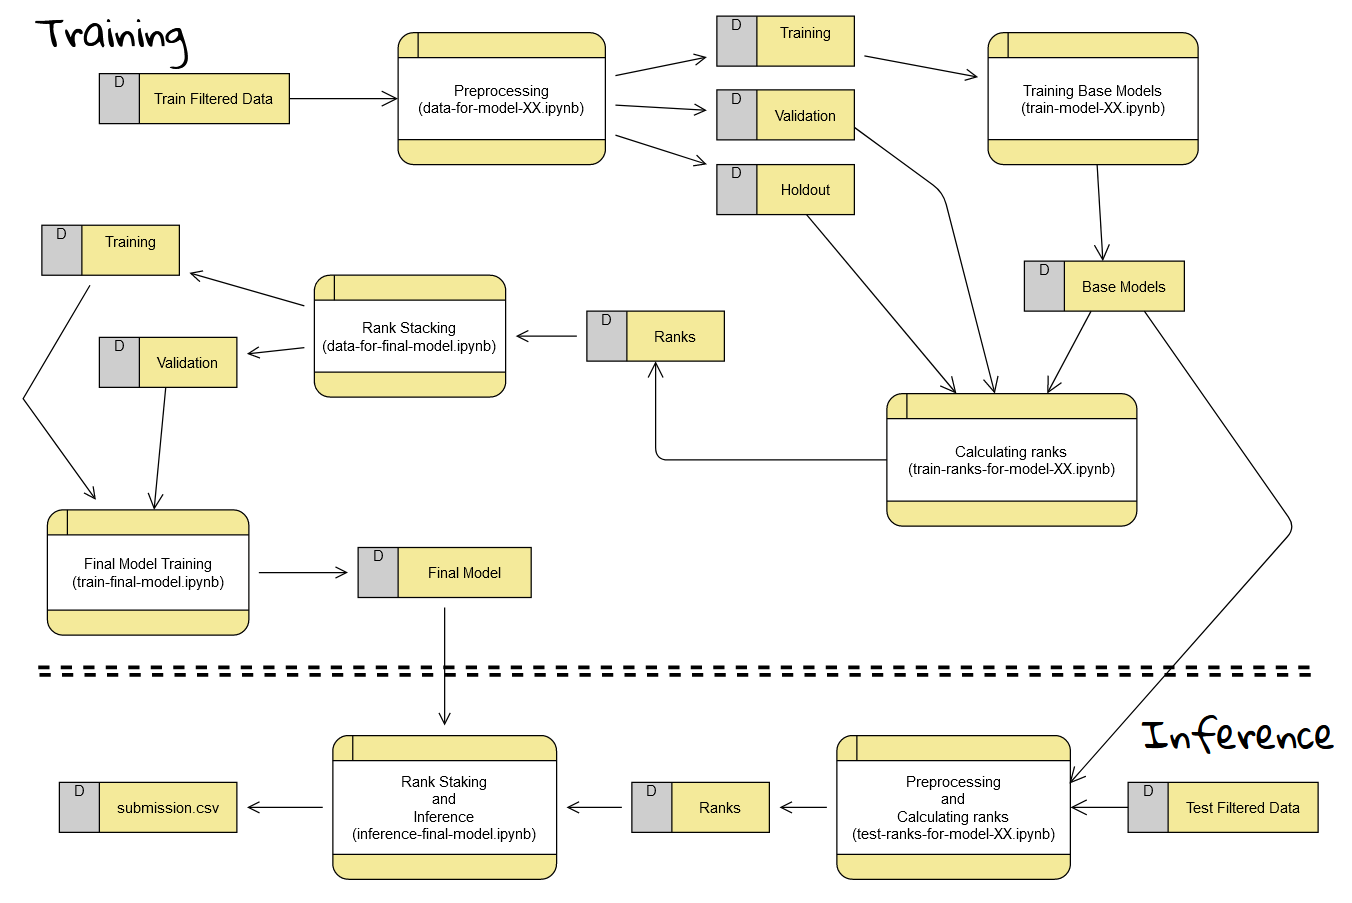 Training
D
Train Filtered Data
Preprocessing
(data-for-model-XX.ipynb)
D
Training
D
Validation
D
Holdout
Training Base Models
(train-model-XX.ipynb)
D
Training
D
Validation
Rank Stacking
(data-for-final-model.ipynb)
D
Ranks
D
Base Models
Calculating ranks
(train-ranks-for-model-XX.ipynb)
Final Model Training
(train-final-model.ipynb)
D
Final Model
Inference
D
submission.csv
Rank Staking
and
Inference
(inference-final-model.ipynb)
D
Ranks
Preprocessing
and
Calculating ranks
(test-ranks-for-model-XX.ipynb)
D
Test Filtered Data